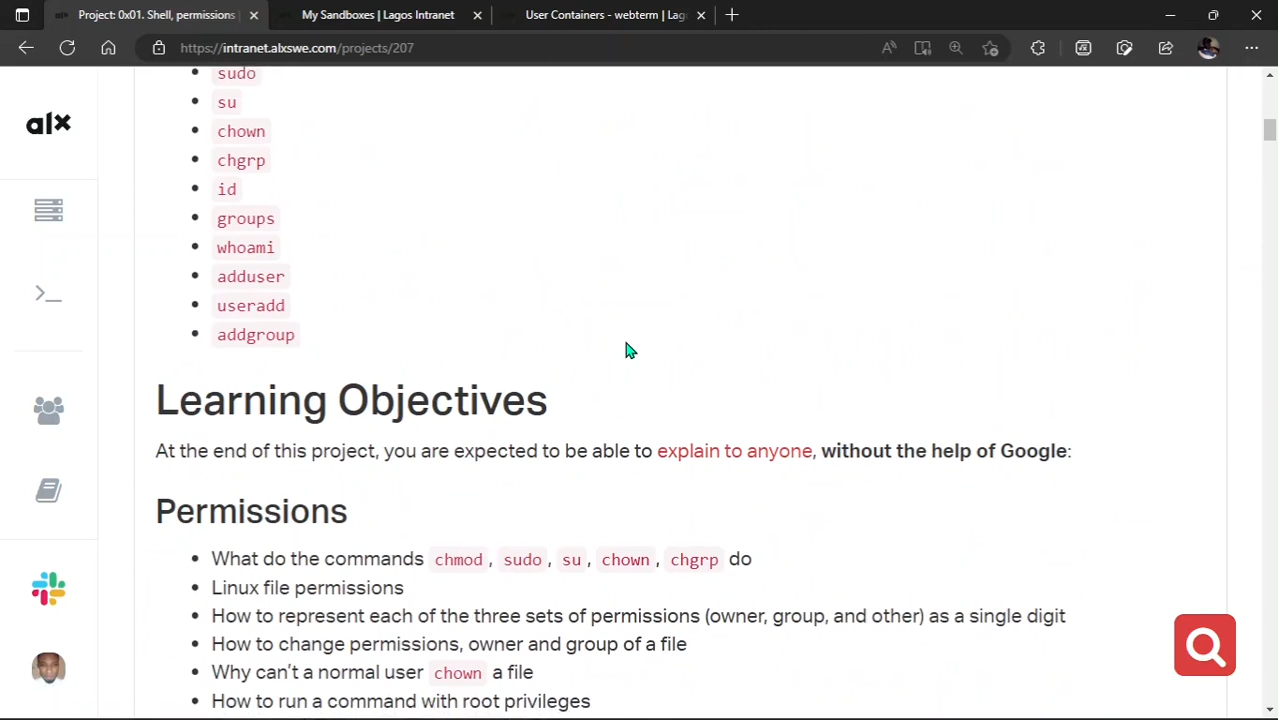 Project: 0x01. Shell, permissions
My Sandboxes | Lagos Intranet
User Containers - webterm | Lago
https://intranet.alxswe.com/projects/207
alx
sudo
su
chown
chgrp
id
groups
whoami
adduser
useradd
addgroup
Learning Objectives
At the end of this project, you are expected to be able to explain to anyone, without the help of Google:
Permissions
What do the commands chmod, sudo, su, chown, chgrp do
Linux file permissions
How to represent each of the three sets of permissions (owner, group, and other) as a single digit
How to change permissions, owner and group of a file
Why can’t a normal user chown a file
How to run a command with root privileges